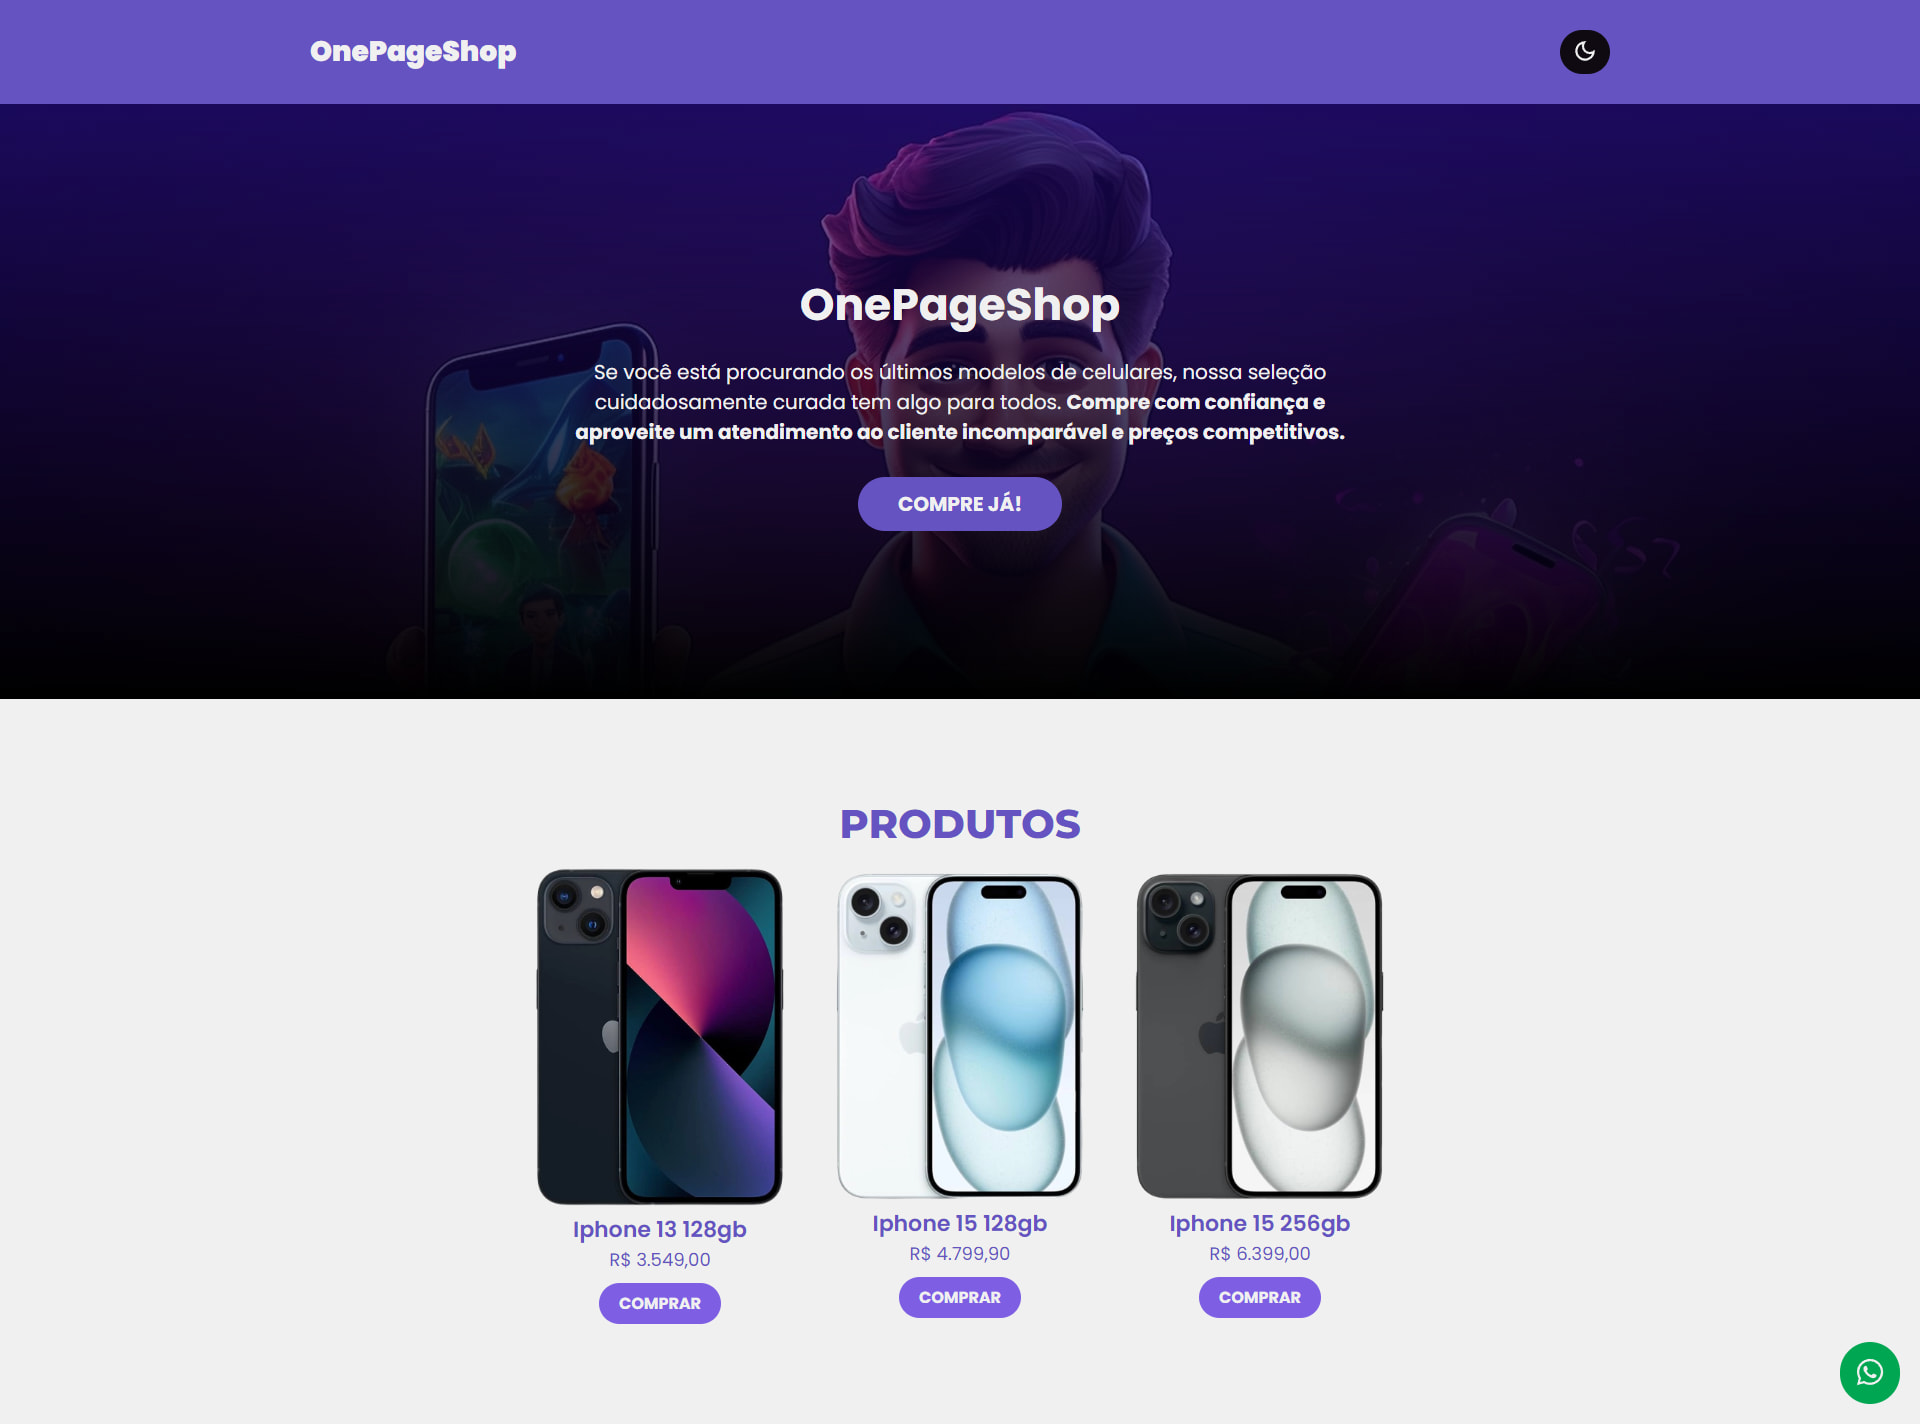 OnePageShop
OnePageShop
Se você está procurando os últimos modelos de celulares, nossa seleção
cuidadosamente curada tem algo para todos. Compre com confiança e
aproveite um atendimento ao cliente incomparável e preços competitivos.
COMPRE JÁ!
PRODUTOS
Iphone 13 128gb
R$ 3.549,00
COMPRAR
Iphone 15 128gb
R$ 4.799,90
COMPRAR
Iphone 15 256gb
R$ 6.399,00
COMPRAR